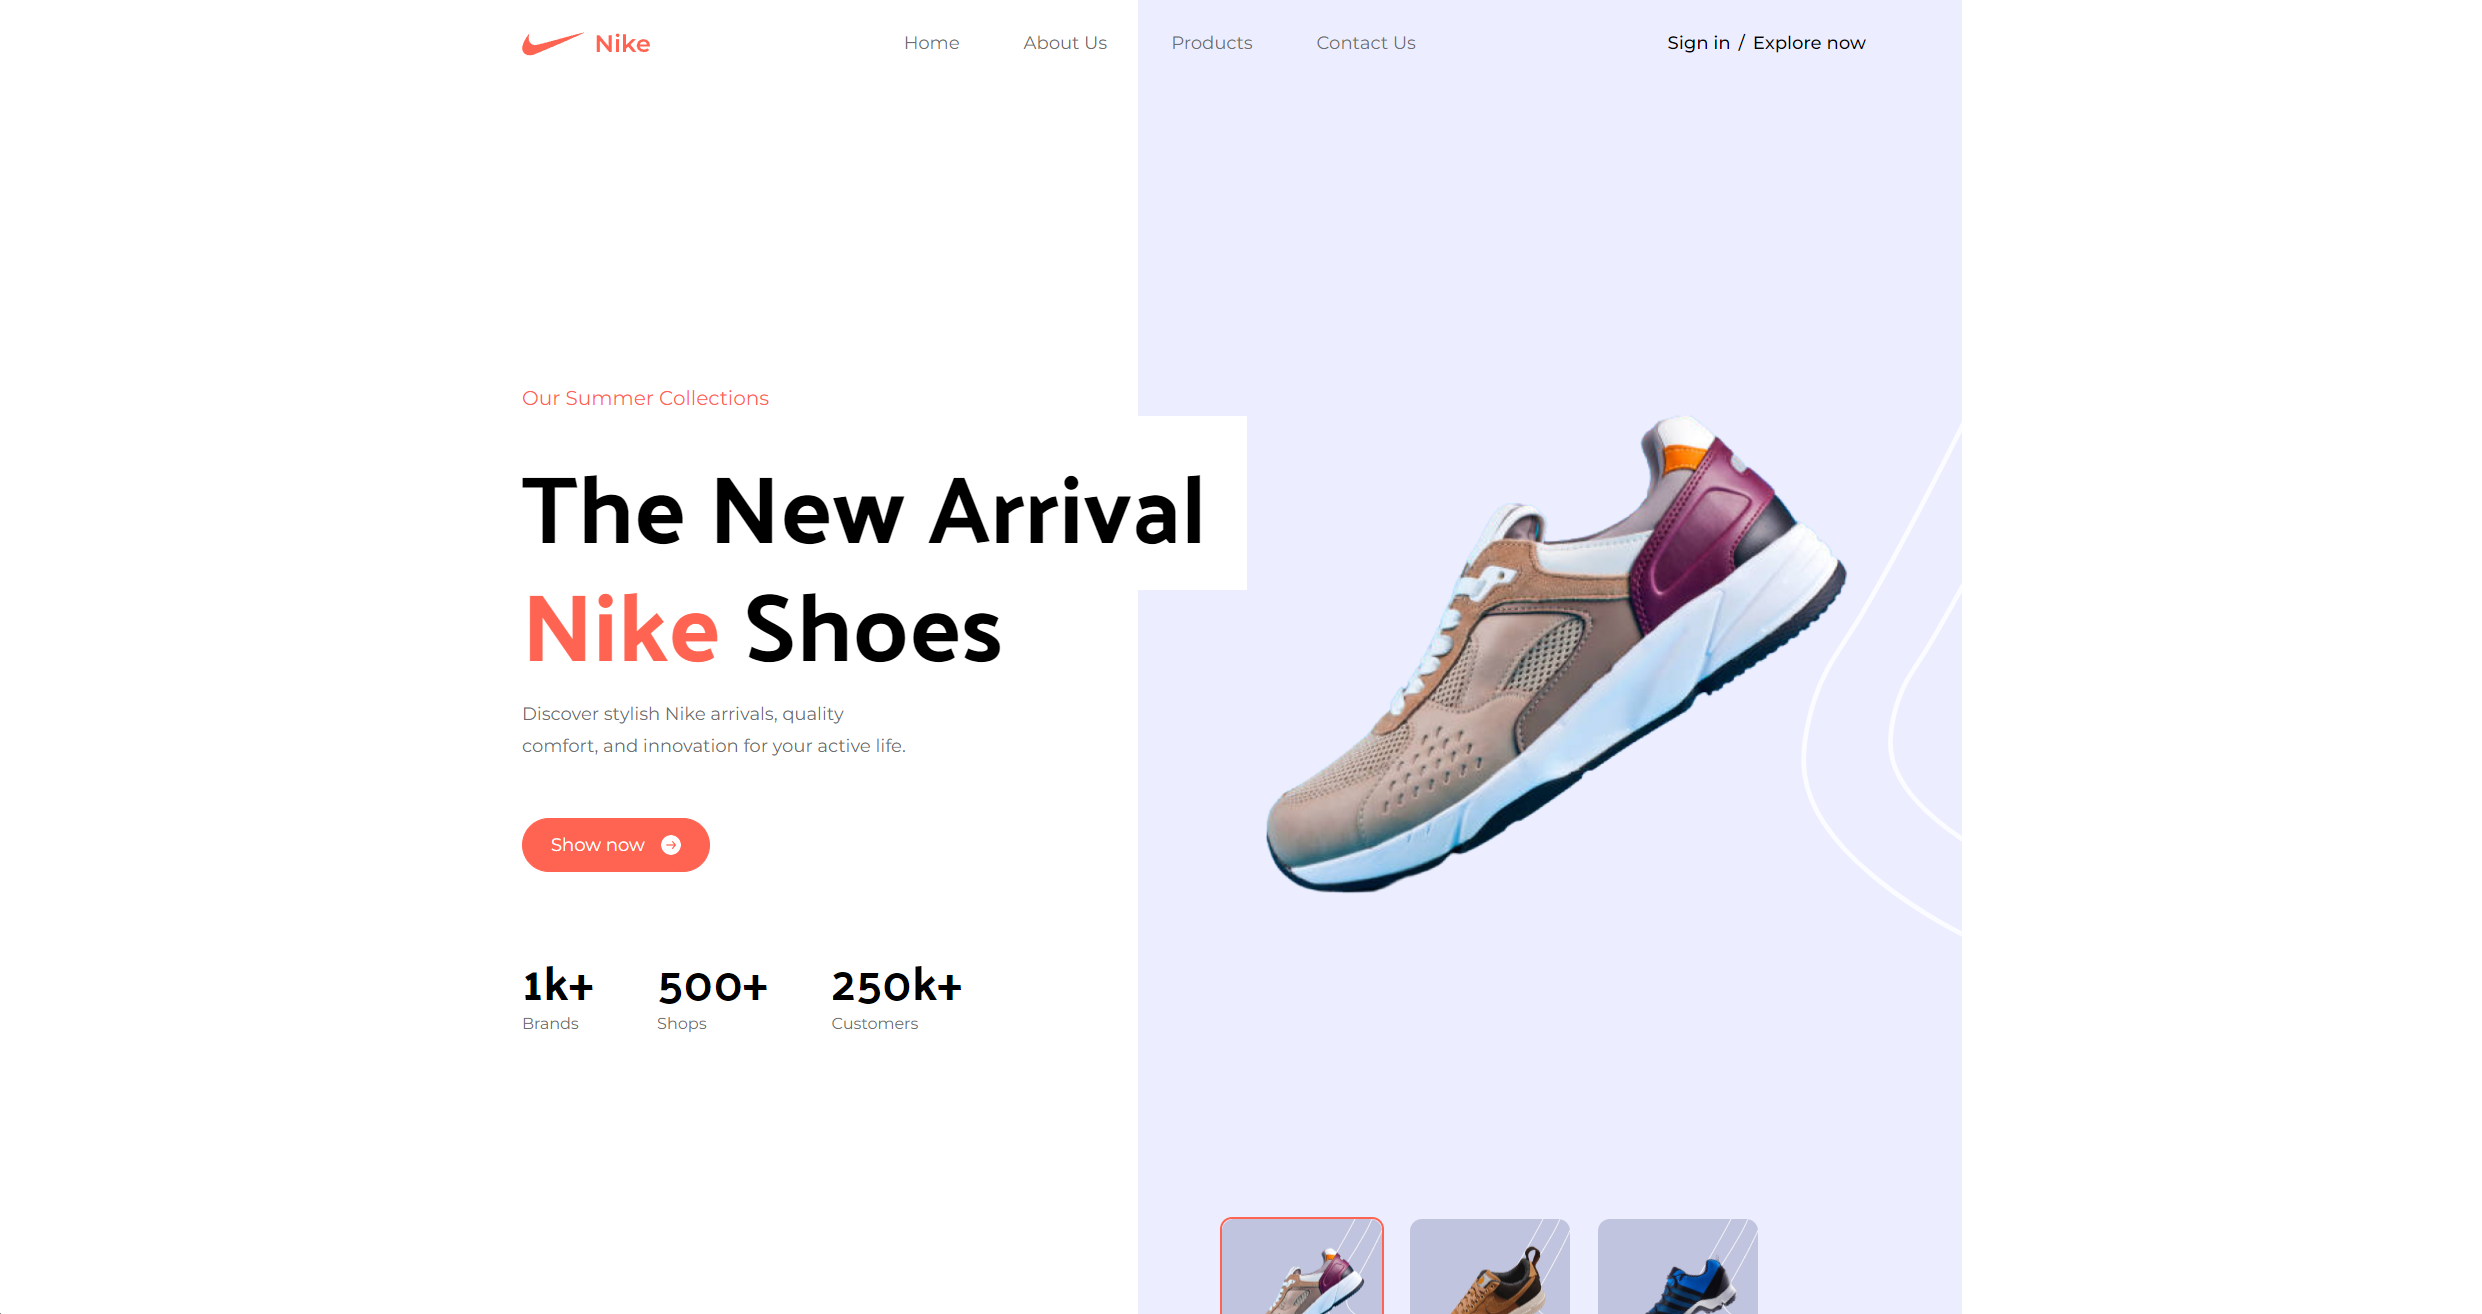 Nike
Home
About Us
Products
Contact Us
Sign in / Explore now
Our Summer Collections
The New Arrival
Nike Shoes
Discover stylish Nike arrivals, quality
comfort, and innovation for your active life.
Show now
1k+
Brands
500+
Shops
250k+
Customers